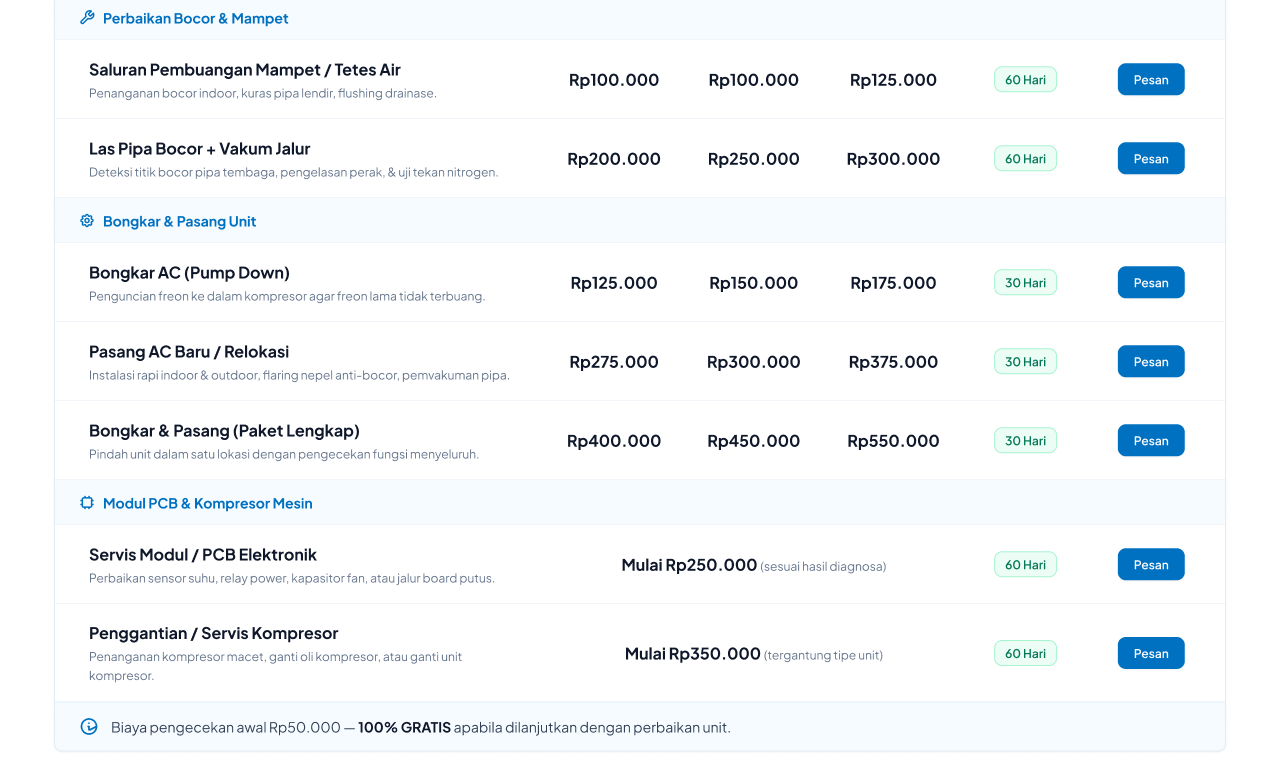 Perbaikan Bocor & Mampet
Saluran Pembuangan Mampet / Tetes Air
Penanganan bocor indoor, kuras pipa lendir, flushing drainase.
Rp100.000 Rp100.000 Rp125.000 60 Hari Pesan
Las Pipa Bocor + Vakum Jalur
Deteksi titik bocor pipa tembaga, pengelasan perak, & uji tekan nitrogen.
Rp200.000 Rp250.000 Rp300.000 60 Hari Pesan
Bongkar & Pasang Unit
Bongkar AC (Pump Down)
Penguncian freon ke dalam kompresor agar freon lama tidak terbuang.
Rp125.000 Rp150.000 Rp175.000 30 Hari Pesan
Pasang AC Baru / Relokasi
Instalasi rapi indoor & outdoor, flaring nepel anti-bocor, pemvakuman pipa.
Rp275.000 Rp300.000 Rp375.000 30 Hari Pesan
Bongkar & Pasang (Paket Lengkap)
Pindah unit dalam satu lokasi dengan pengecekan fungsi menyeluruh.
Rp400.000 Rp450.000 Rp550.000 30 Hari Pesan
Modul PCB & Kompresor Mesin
Servis Modul / PCB Elektronik
Perbaikan sensor suhu, relay power, kapasitor fan, atau jalur board putus.
Mulai Rp250.000 (sesuai hasil diagnosa) 60 Hari Pesan
Penggantian / Servis Kompresor
Penanganan kompresor macet, ganti oli kompresor, atau ganti unit
kompresor.
Mulai Rp350.000 (tergantung tipe unit) 60 Hari Pesan
Biaya pengecekan awal Rp50.000 — 100% GRATIS apabila dilanjutkan dengan perbaikan unit.